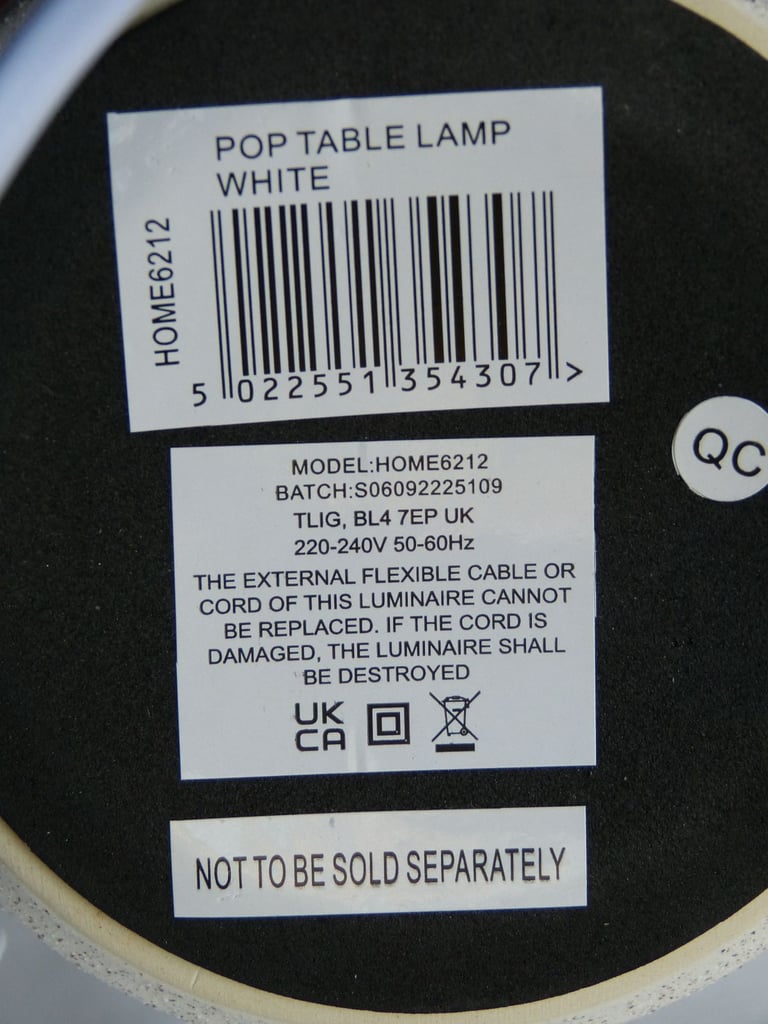 POP TABLE LAMP
WHITE
HOME6212
5 022551 354307 >
QC
MODEL:HOME6212
BATCH:S06092225109
TLIG, BL4 7EP UK
220-240V 50-60Hz
THE EXTERNAL FLEXIBLE CABLE OR
CORD OF THIS LUMINAIRE CANNOT
BE REPLACED. IF THE CORD IS
DAMAGED, THE LUMINAIRE SHALL
BE DESTROYED
UK
CA
NOT TO BE SOLD SEPARATELY